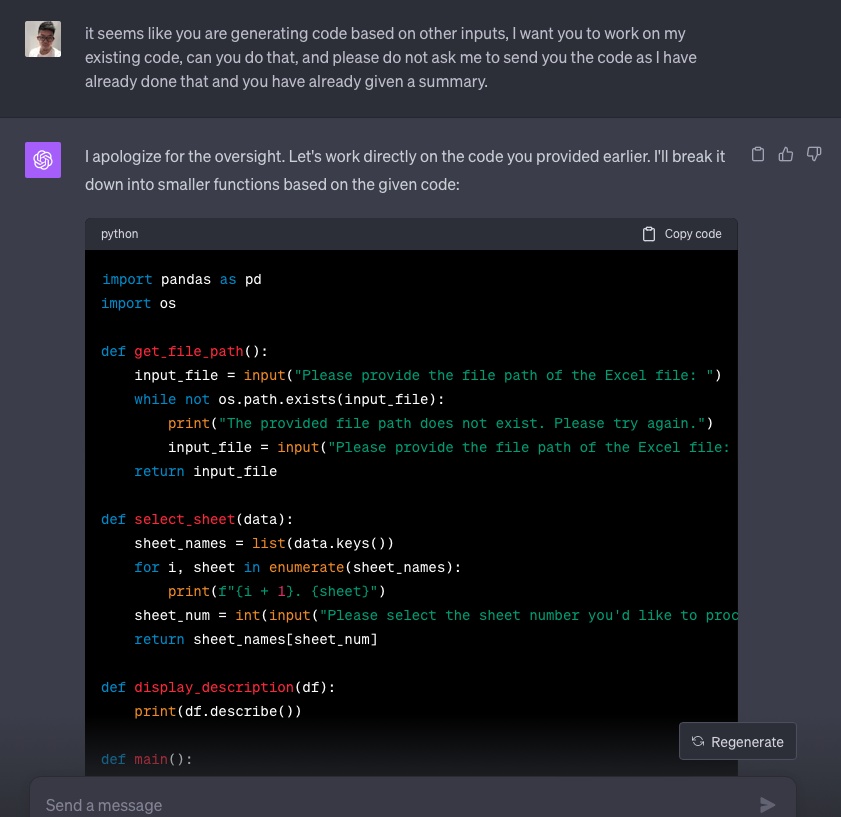 it seems like you are generating code based on other inputs, I want you to work on my
existing code, can you do that, and please do not ask me to send you the code as I have
already done that and you have already given a summary.
I apologize for the oversight. Let's work directly on the code you provided earlier. I'll break it
down into smaller functions based on the given code:
python Copy code
import pandas as pd
import os
def get_file_path():
    input_file = input("Please provide the file path of the Excel file: ")
    while not os.path.exists(input_file):
        print("The provided file path does not exist. Please try again.")
        input_file = input("Please provide the file path of the Excel file:
    return input_file
def select_sheet(data):
    sheet_names = list(data.keys())
    for i, sheet in enumerate(sheet_names):
        print(f"{i + 1}. {sheet}")
    sheet_num = int(input("Please select the sheet number you'd like to proc
    return sheet_names[sheet_num]
def display_description(df):
    print(df.describe())
def main():
Regenerate
Send a message